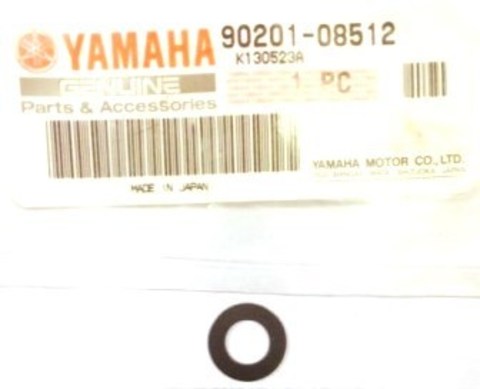 YAMAHA 90201-08512
K130523A
GENUINE 1 PC
Parts & Accessories
YAMAHA MOTOR CO., LTD.
MADE IN JAPAN